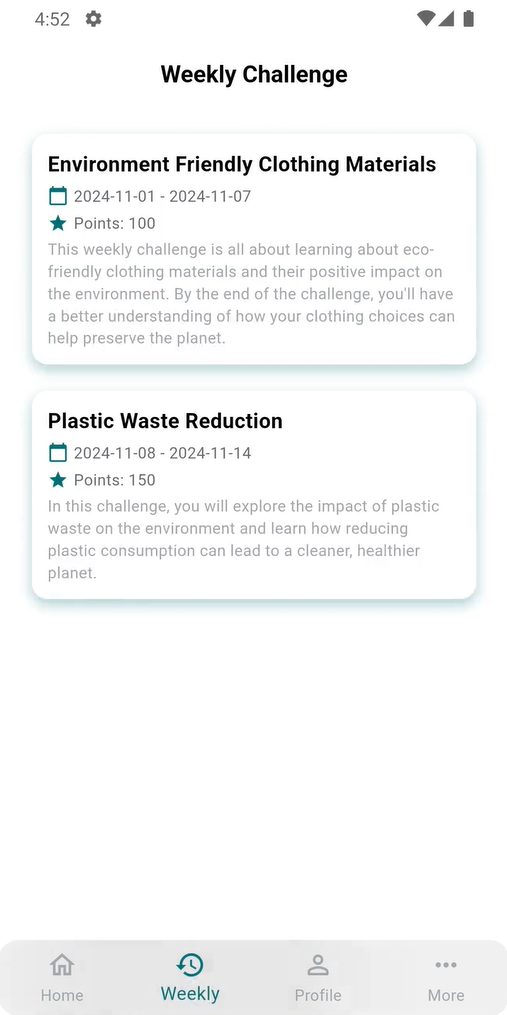 4:52
Weekly Challenge
Environment Friendly Clothing Materials
2024-11-01 - 2024-11-07
Points: 100
This weekly challenge is all about learning about eco-
friendly clothing materials and their positive impact on
the environment. By the end of the challenge, you'll have
a better understanding of how your clothing choices can
help preserve the planet.
Plastic Waste Reduction
2024-11-08 - 2024-11-14
Points: 150
In this challenge, you will explore the impact of plastic
waste on the environment and learn how reducing
plastic consumption can lead to a cleaner, healthier
planet.
Home
Weekly
Profile
More